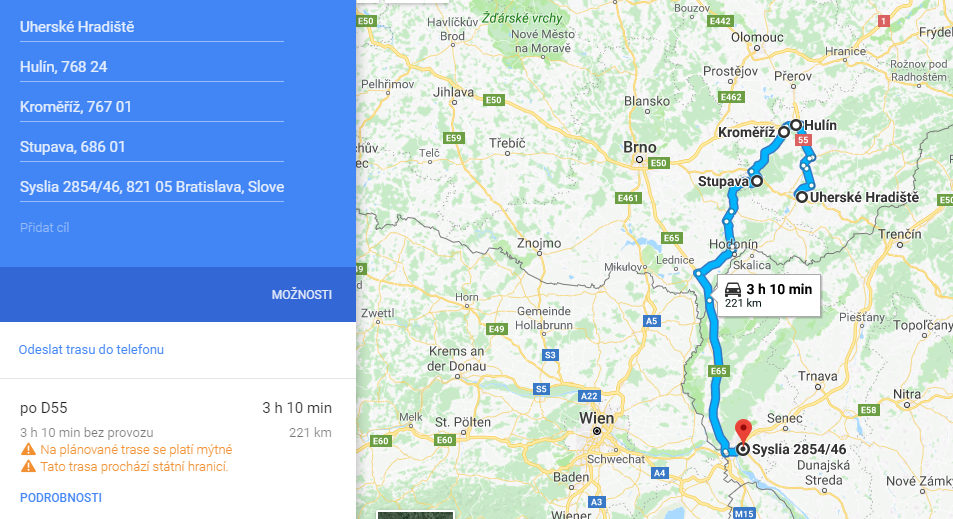 Uherské Hradiště
Hulín, 768 24
Kroměříž, 767 01
Stupava, 686 01
Syslia 2854/46, 821 05 Bratislava, Slove
Přidat cíl
MOŽNOSTI
Odeslat trasu do telefonu
po D55
3 h 10 min
3 h 10 min bez provozu
221 km
Na plánované trase se platí mýtné
Tato trasa prochází státní hranicí.
PODROBNOSTI
Bouzov
E50
Havlíčkův
Brod
Žďárské vrchy
E442
1
Nové Město
na Moravě
Olomouc
Hranice
Frýdek
Rožnov pod
Radhoštěm
Pelhřimov
Jihlava
E50
Prostějov
Přerov
E462
Blansko
Hulín
Kroměříž
55
E59
Třebíč
Brno
E50
Telč
Stupava
Uherské Hradiště
E50
E461
Trenčín
E65
Znojmo
Hodonín
Mikulov
Lednice
Skalica
E49
3 h 10 min
221 km
Horn
Zwettl
Gemeinde
Hollabrunn
A5
Piešťany
Topoľčany
E49
Krems an
der Donau
S3
E65
Trnava
S5
A22
Nitra
Melk
St. Pölten
Wien
Senec
E58
E60
E60
Syslia 2854/46
Schwechat
A4
Dunajská
Streda
Baden
Nové Zámky
A3
Wiener
M15